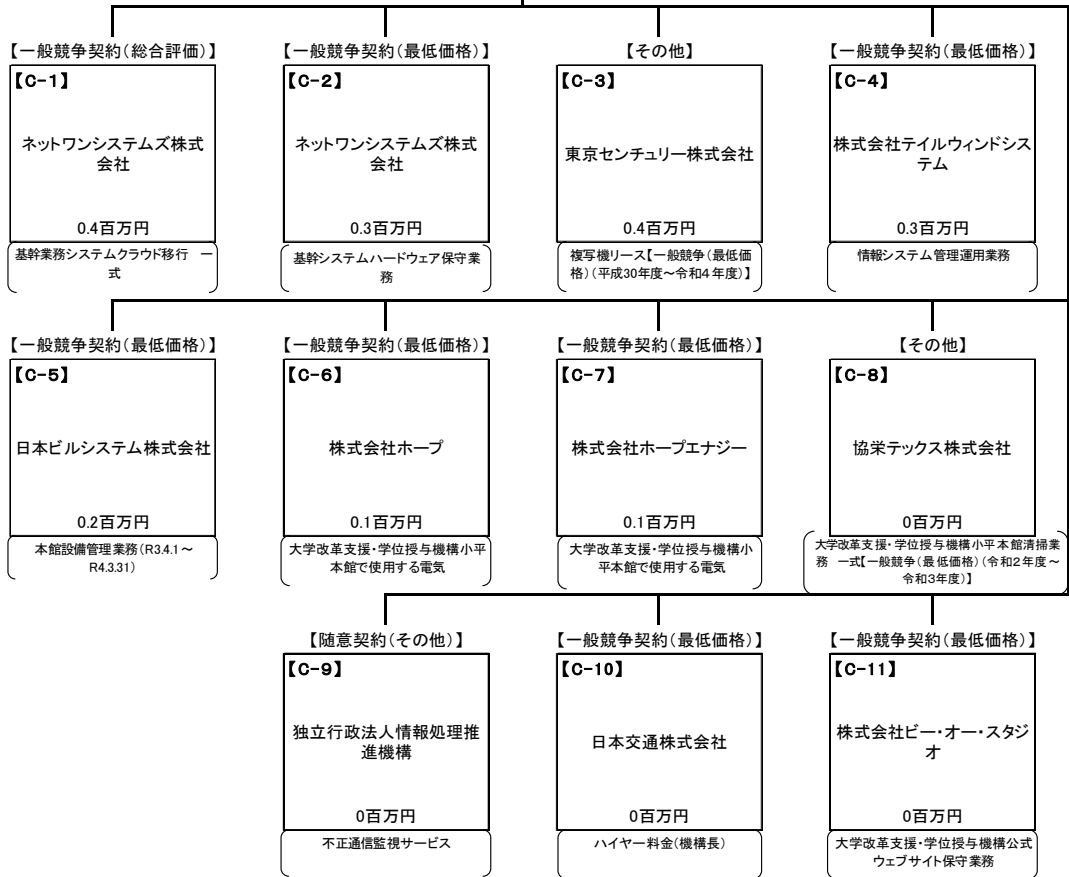 【一般競争契約(総合評価)】
【C-1】
ネットワンシステムズ株式
会社
0.4百万円
基幹業務システムクラウド移行　一
式
【一般競争契約(最低価格)】
【C-2】
ネットワンシステムズ株式
会社
0.3百万円
基幹システムハードウェア保守業
務
【その他】
【C-3】
東京センチュリー株式会社
0.4百万円
複写機リース【一般競争(最低価
格)(平成30年度～令和4年度)】
【一般競争契約(最低価格)】
【C-4】
株式会社テイルウィンドシス
テム
0.3百万円
情報システム管理運用業務
【一般競争契約(最低価格)】
【C-5】
日本ビルシステム株式会社
0.2百万円
本館設備管理業務(R3.4.1～
R4.3.31)
【一般競争契約(最低価格)】
【C-6】
株式会社ホープ
0.1百万円
大学改革支援・学位授与機構小平
本館で使用する電気
【一般競争契約(最低価格)】
【C-7】
株式会社ホープエナジー
0.1百万円
大学改革支援・学位授与機構小
平本館で使用する電気
【その他】
【C-8】
協栄テックス株式会社
0百万円
大学改革支援・学位授与機構小平本館清掃業
務　一式【一般競争(最低価格)(令和2年度～
令和3年度)】
【随意契約(その他)】
【C-9】
独立行政法人情報処理推
進機構
0百万円
不正通信監視サービス
【一般競争契約(最低価格)】
【C-10】
日本交通株式会社
0百万円
ハイヤー料金(機構長)
【一般競争契約(最低価格)】
【C-11】
株式会社ビー・オー・スタジ
オ
0百万円
大学改革支援・学位授与機構公式
ウェブサイト保守業務